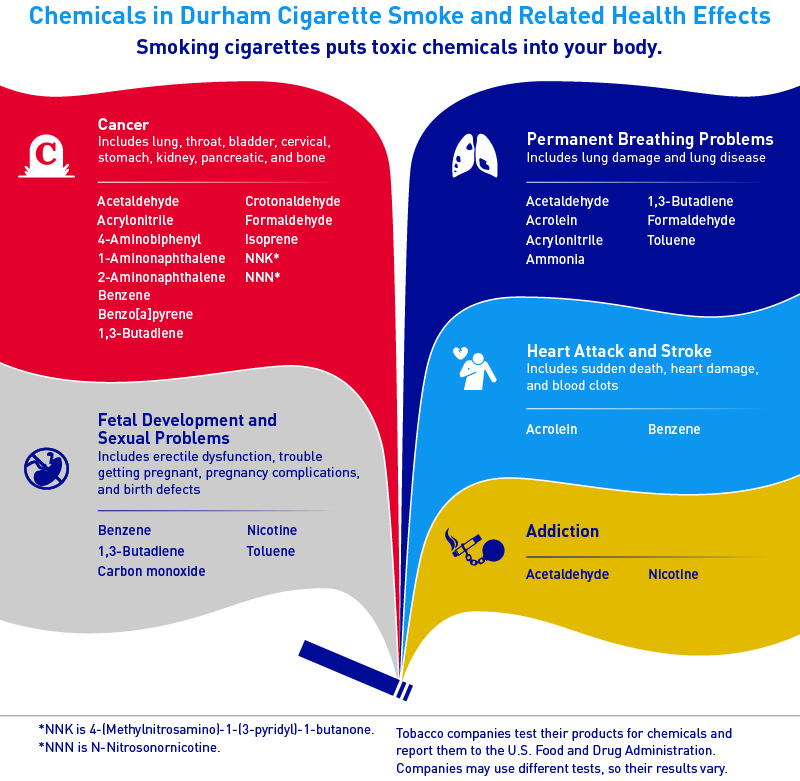 Chemicals in Durham Cigarette Smoke and Related Health Effects
Smoking cigarettes puts toxic chemicals into your body.
C
Cancer
Includes lung, throat, bladder, cervical,
stomach, kidney, pancreatic, and bone
Acetaldehyde
Acrylonitrile
4-Aminobiphenyl
1-Aminonaphthalene
2-Aminonaphthalene
Benzene
Benzo[a]pyrene
1,3-Butadiene
Crotonaldehyde
Formaldehyde
Isoprene
NNK*
NNN*
Fetal Development and
Sexual Problems
Includes erectile dysfunction, trouble
getting pregnant, pregnancy complications,
and birth defects
Benzene
1,3-Butadiene
Carbon monoxide
Nicotine
Toluene
Permanent Breathing Problems
Includes lung damage and lung disease
Acetaldehyde
Acrolein
Acrylonitrile
Ammonia
1,3-Butadiene
Formaldehyde
Toluene
Heart Attack and Stroke
Includes sudden death, heart damage,
and blood clots
Acrolein
Benzene
Addiction
Acetaldehyde
Nicotine
*NNK is 4-(Methylnitrosamino)-1-(3-pyridyl)-1-butanone.
*NNN is N-Nitrosonornicotine.
Tobacco companies test their products for chemicals and
report them to the U.S. Food and Drug Administration.
Companies may use different tests, so their results vary.